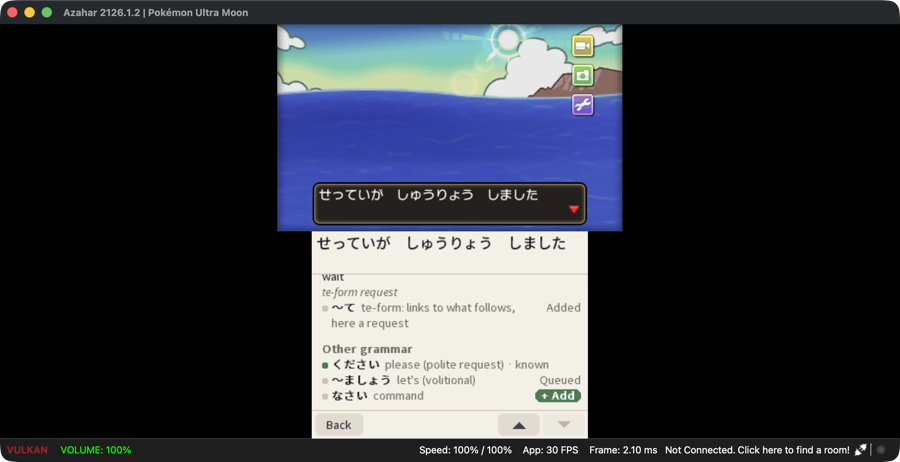 Azahar 2126.1.2 | Pokémon Ultra Moon
せっていが　しゅうりょう　しました
せっていが　しゅうりょう　しました
wait
te-form request
～て te-form: links to what follows, here a request Added
Other grammar
ください please (polite request) · known
～ましょう let's (volitional) Queued
なさい command + Add
Back
VULKAN VOLUME: 100% Speed: 100% / 100% App: 30 FPS Frame: 2.10 ms Not Connected. Click here to find a room!